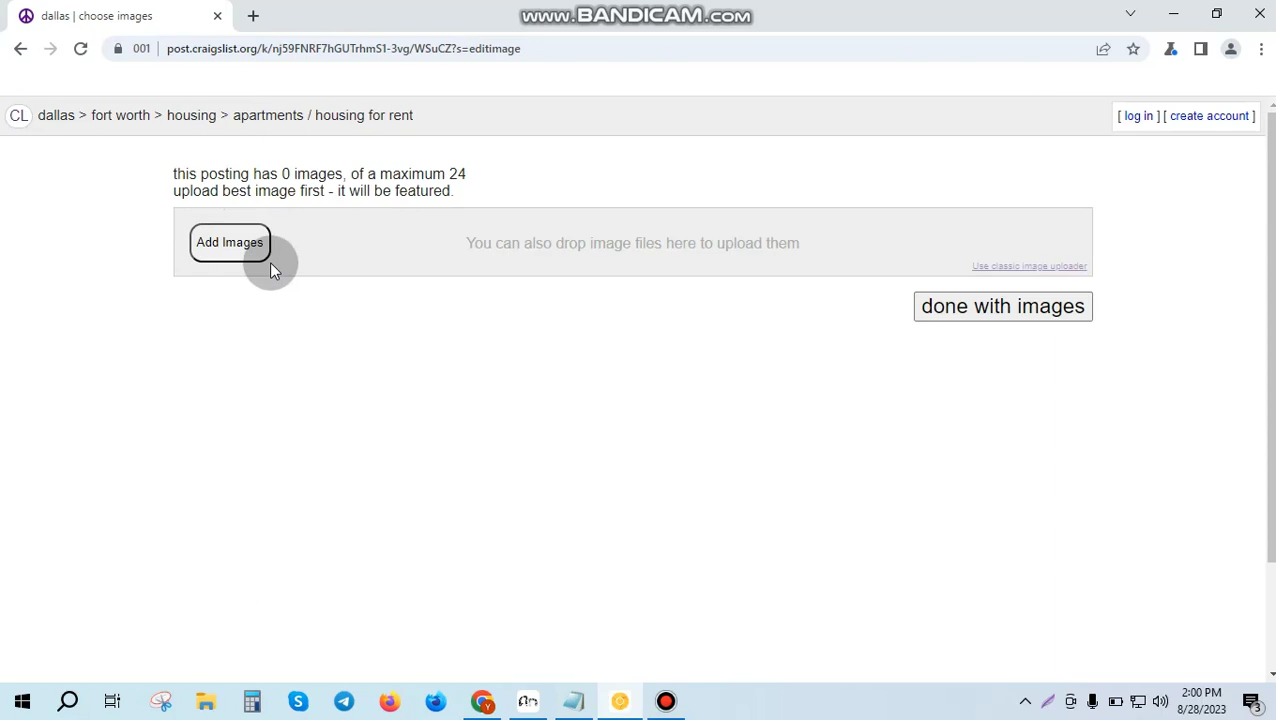 dallas | choose images
www.BANDICAM.com
001
post.craigslist.org/k/nj59FNRF7hGUTrhmS1-3vg/WSuCZ?s=editimage
CL dallas > fort worth > housing > apartments / housing for rent
[ log in ] [ create account ]
this posting has 0 images, of a maximum 24
upload best image first - it will be featured.
Add Images
You can also drop image files here to upload them
Use classic image uploader
done with images
2:00 PM
8/28/2023
3